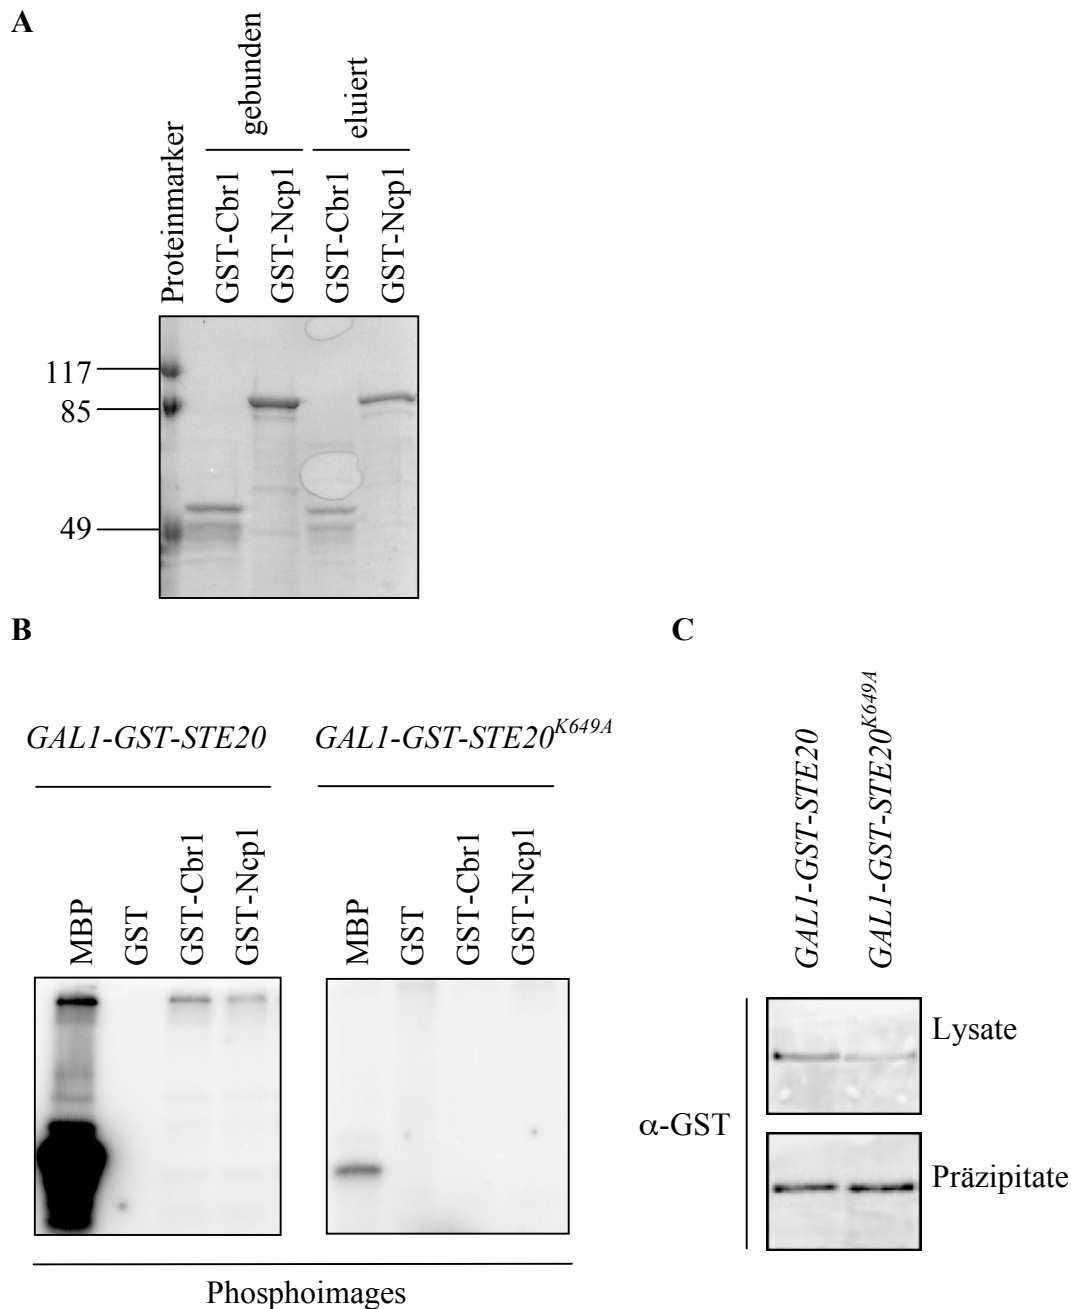 A
gebunden
eluiert
Proteinmarker
GST-Cbr1
GST-Ncp1
GST-Cbr1
GST-Ncp1
117
85
49
B
GAL1-GST-STE20
GAL1-GST-STE20K649A
MBP
GST
GST-Cbr1
GST-Ncp1
MBP
GST
GST-Cbr1
GST-Ncp1
Phosphoimages
C
GAL1-GST-STE20
GAL1-GST-STE20K649A
α-GST
Lysate
Präzipitate